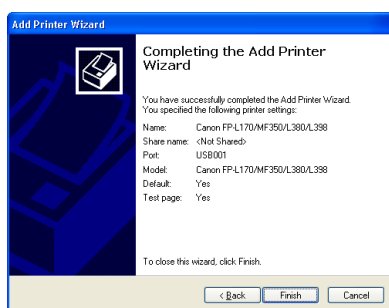 Add Printer Wizard
Completing the Add Printer
Wizard
You have successfully completed the Add Printer Wizard.
You specified the following printer settings:
Name: Canon FP-L170/MF350/L380/L398
Share name: <Not Shared>
Port: USB001
Model: Canon FP-L170/MF350/L380/L398
Default: Yes
Test page: Yes
To close this wizard, click Finish.
< Back Finish Cancel